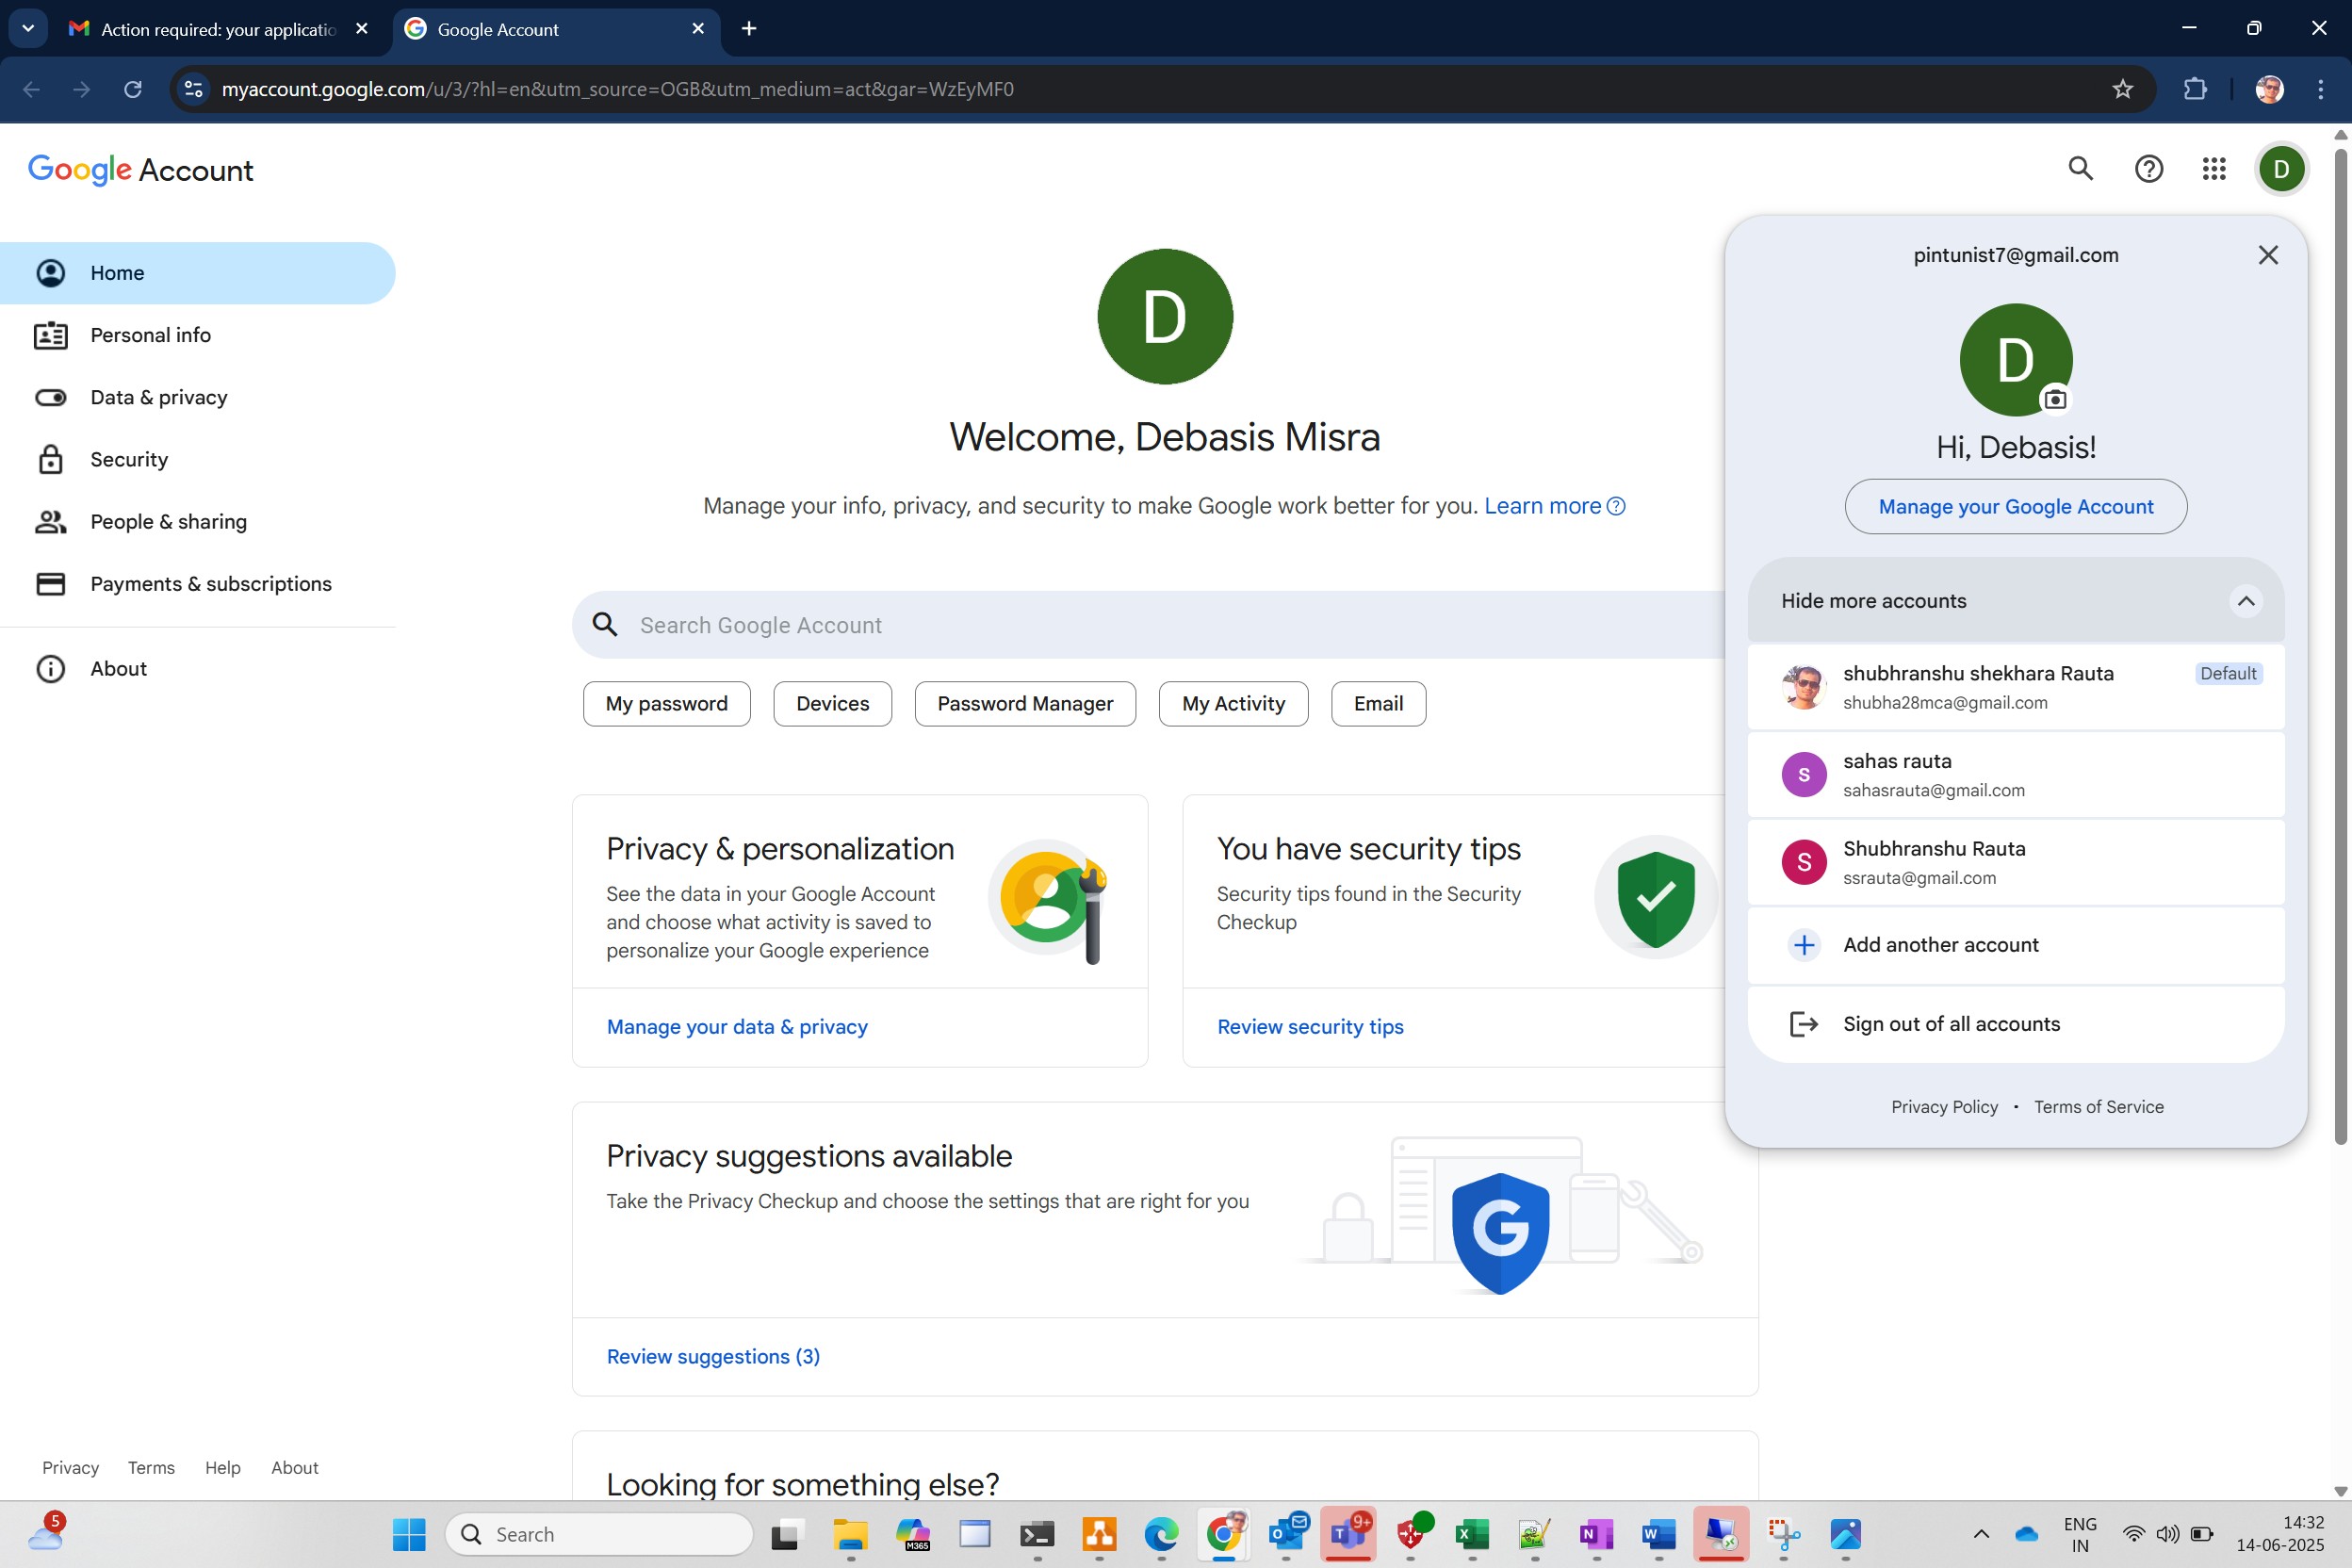 Action required: your applicatio
Google Account
myaccount.google.com/u/3/?hl=en&utm_source=OGB&utm_medium=act&gar=WzEyMF0
Google Account
D
Home
Personal info
Data & privacy
Security
People & sharing
Payments & subscriptions
About
D
Welcome, Debasis Misra
Manage your info, privacy, and security to make Google work better for you. Learn more
Search Google Account
My password
Devices
Password Manager
My Activity
Email
Privacy & personalization
See the data in your Google Account
and choose what activity is saved to
personalize your Google experience
Manage your data & privacy
You have security tips
Security tips found in the Security
Checkup
Review security tips
Privacy suggestions available
Take the Privacy Checkup and choose the settings that are right for you
G
Review suggestions (3)
Looking for something else?
pintunist7@gmail.com
D
Hi, Debasis!
Manage your Google Account
Hide more accounts
shubhranshu shekhara Rauta
Default
shubha28mca@gmail.com
S
sahas rauta
sahasrauta@gmail.com
S
Shubhranshu Rauta
ssrauta@gmail.com
Add another account
Sign out of all accounts
Privacy Policy • Terms of Service
Privacy Terms Help About
5
Search
M365
9+
ENG
IN
14:32
14-06-2025